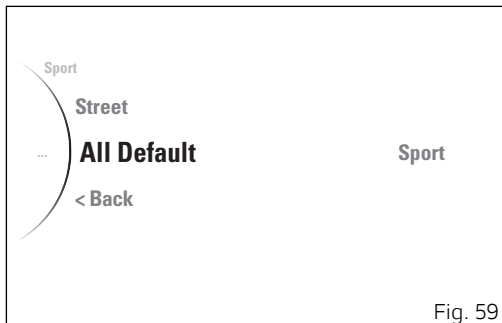 Sport
Street
... All Default Sport
< Back
Fig. 59